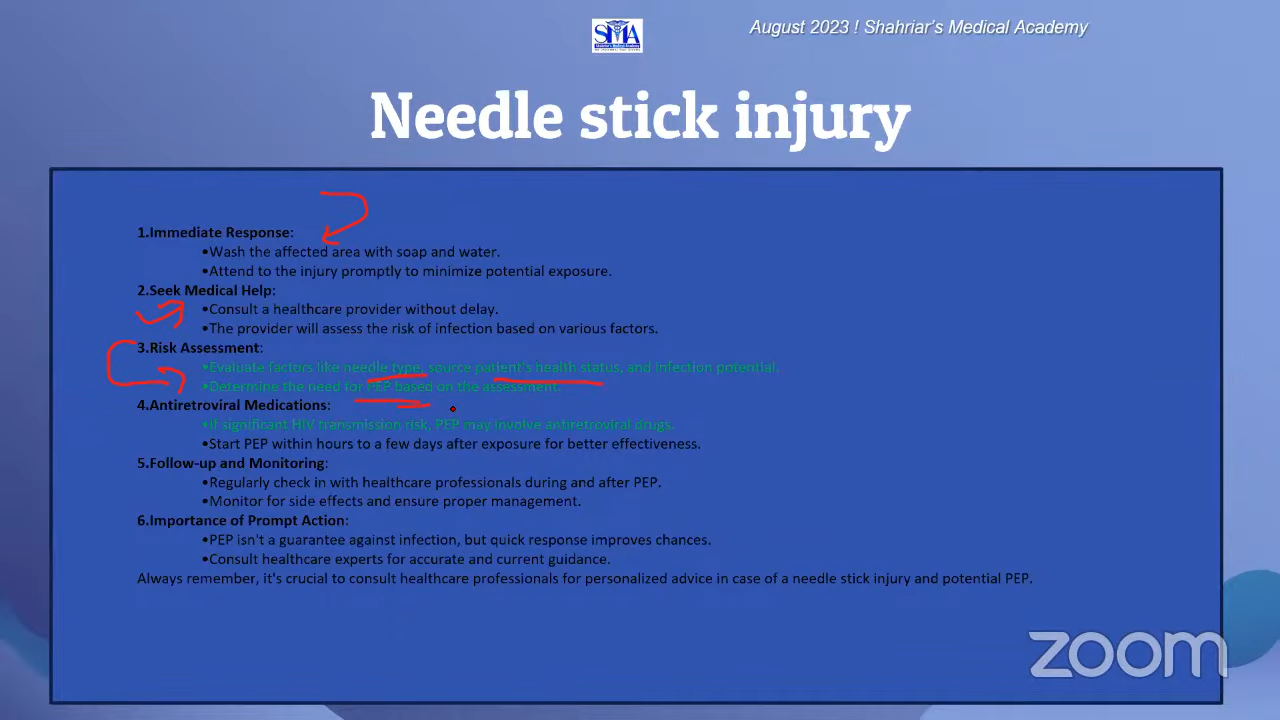 August 2023 ! Shahriar's Medical Academy
SMA
Shahriar's Medical Academy
Needle stick injury
1.Immediate Response:
•Wash the affected area with soap and water.
•Attend to the injury promptly to minimize potential exposure.
2.Seek Medical Help:
•Consult a healthcare provider without delay.
•The provider will assess the risk of infection based on various factors.
3.Risk Assessment:
•Evaluate factors like needle type, source patient's health status, and infection potential.
•Determine the need for PEP based on the assessment.
4.Antiretroviral Medications:
•If significant HIV transmission risk, PEP may involve antiretroviral drugs.
•Start PEP within hours to a few days after exposure for better effectiveness.
5.Follow-up and Monitoring:
•Regularly check in with healthcare professionals during and after PEP.
•Monitor for side effects and ensure proper management.
6.Importance of Prompt Action:
•PEP isn't a guarantee against infection, but quick response improves chances.
•Consult healthcare experts for accurate and current guidance.
Always remember, it's crucial to consult healthcare professionals for personalized advice in case of a needle stick injury and potential PEP.
zoom